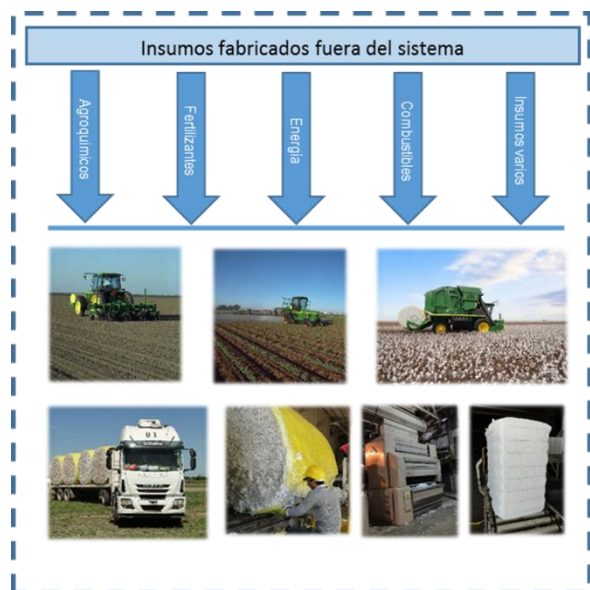 Insumos fabricados fuera del sistema
Agroquímicos
Fertilizantes
Energía
Combustibles
Insumos varios